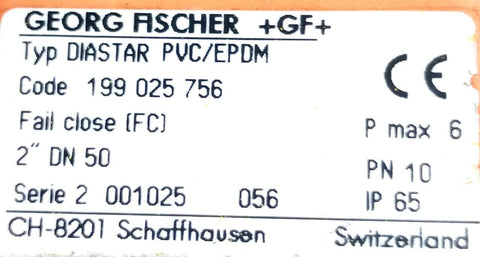 GEORG FISCHER +GF+
Typ DIASTAR PVC/EPDM
Code 199 025 756
CE
Fail close (FC)
P max 6
2" DN 50
PN 10
Serie 2 001025 056
IP 65
CH-8201 Schaffhausen Switzerland